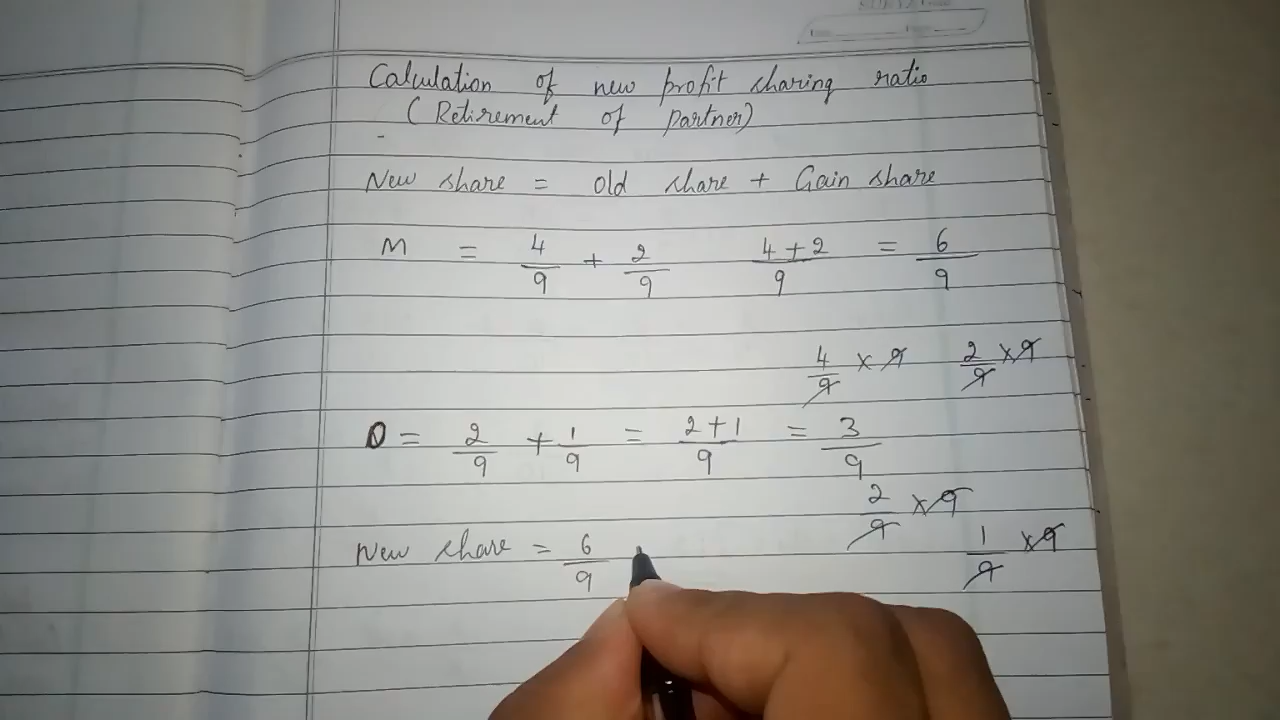 Calculation of new profit sharing ratio
(Retirement of partner)
New share = old share + Gain share
M = 4/9 + 2/9 4+2/9 = 6/9
4/9 × 9 2/9 × 9
D = 2/9 + 1/9 = 2+1/9 = 3/9
2/9 × 9
1/9 × 9
New share = 6/9